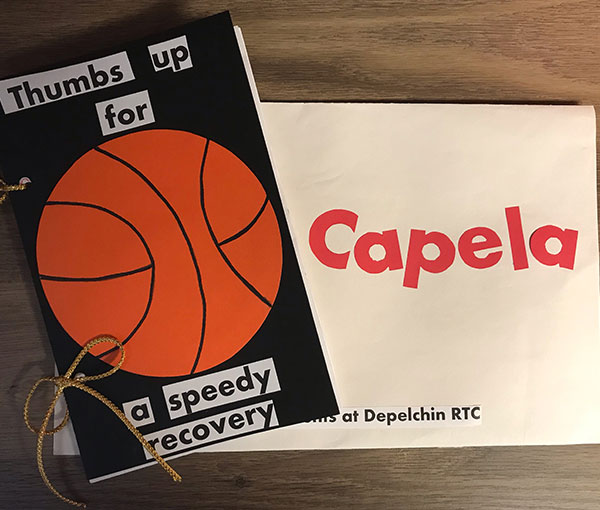 Thumbs up
for
a speedy
recovery
Capela
at Depelchin RTC